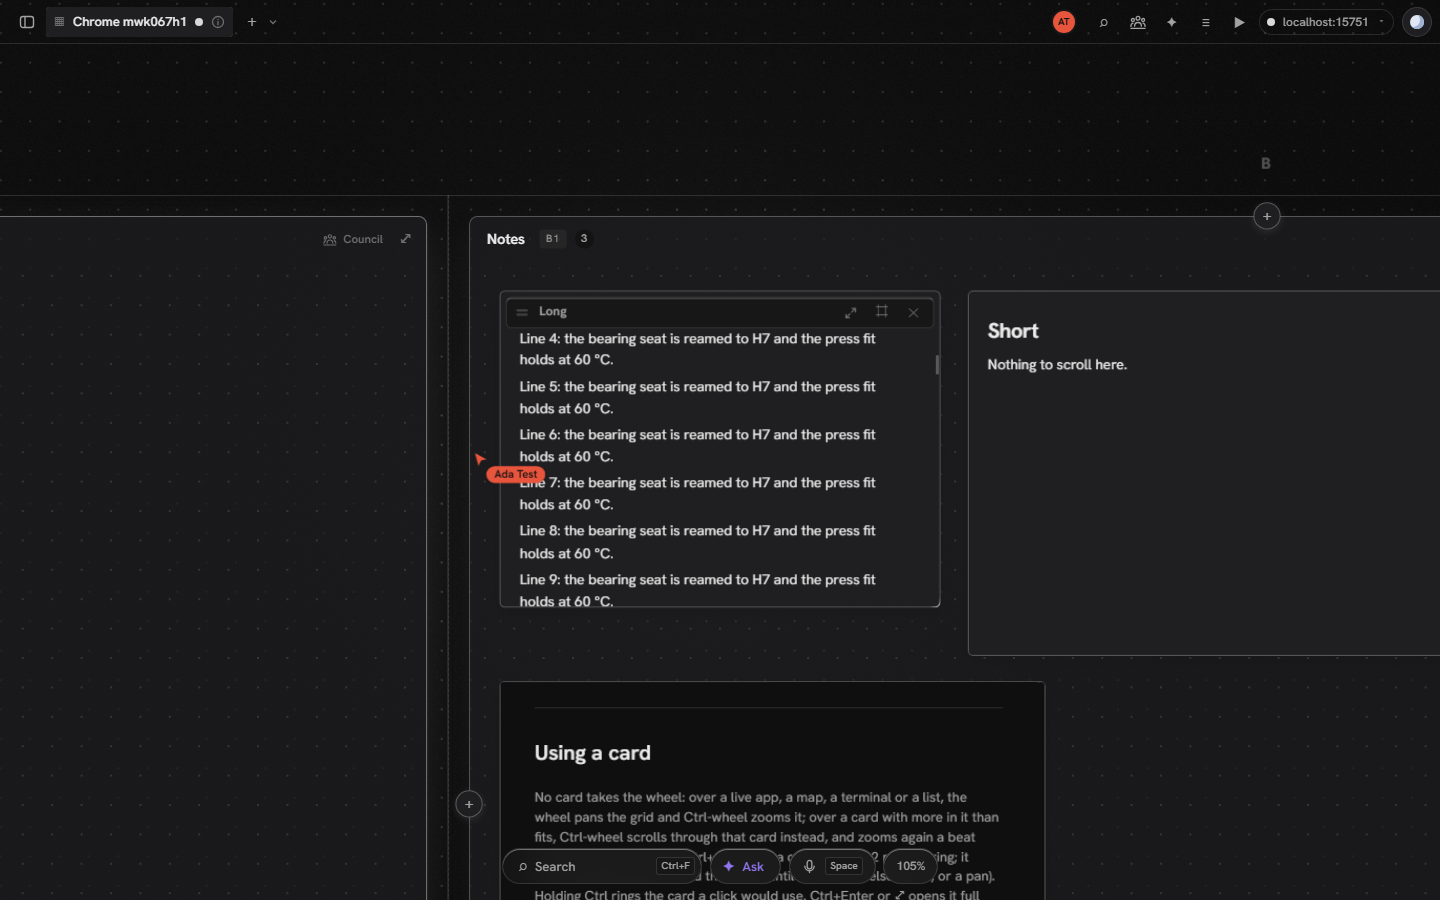 Chrome mwk067h1
AT
localhost:15751
B
Council
Notes B1 3
Long
Line 4: the bearing seat is reamed to H7 and the press fit
holds at 60 °C.
Line 5: the bearing seat is reamed to H7 and the press fit
holds at 60 °C.
Line 6: the bearing seat is reamed to H7 and the press fit
holds at 60 °C.
Ada Test
Line 7: the bearing seat is reamed to H7 and the press fit
holds at 60 °C.
Line 8: the bearing seat is reamed to H7 and the press fit
holds at 60 °C.
Line 9: the bearing seat is reamed to H7 and the press fit
holds at 60 °C.
Short
Nothing to scroll here.
Using a card
No card takes the wheel: over a live app, a map, a terminal or a list, the
wheel pans the grid and Ctrl-wheel zooms it; over a card with more in it than
fits, Ctrl-wheel scrolls through that card instead, and zooms again a beat
it
or a pan).
Holding Ctrl rings the card a click would use. Ctrl+Enter or ⤢ opens it full
Search Ctrl+F
Ask
Space
105%